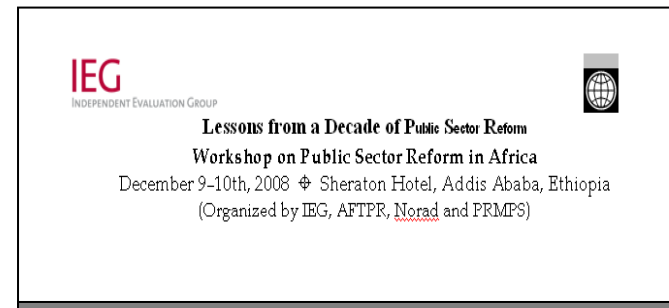 IEG
INDEPENDENT EVALUATION GROUP
Lessons from a Decade of Public Sector Reform
Workshop on Public Sector Reform in Africa
December 9-10th, 2008 ⌖ Sheraton Hotel, Addis Ababa, Ethiopia
(Organized by IEG, AFTPR, Norad and PRMPS)